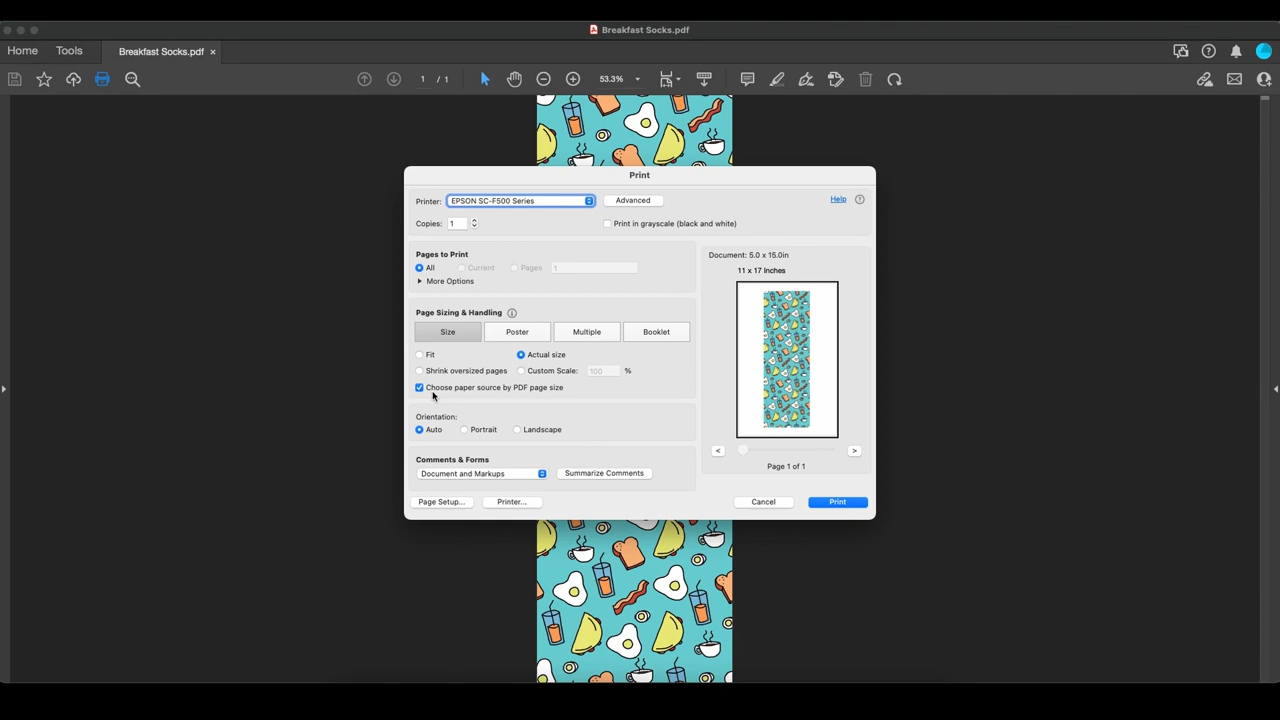 Breakfast Socks.pdf
Home Tools Breakfast Socks.pdf ×
1 / 1 53.3%
Print
Printer: EPSON SC-F500 Series Advanced Help ?
Copies: 1 Print in grayscale (black and white)
Pages to Print
All Current Pages 1
More Options
Document: 5.0 x 15.0in
11 x 17 Inches
Page Sizing & Handling
Size Poster Multiple Booklet
Fit Actual size
Shrink oversized pages Custom Scale: 100 %
Choose paper source by PDF page size
Orientation:
Auto Portrait Landscape
Comments & Forms
Document and Markups Summarize Comments
< >
Page 1 of 1
Page Setup... Printer... Cancel Print